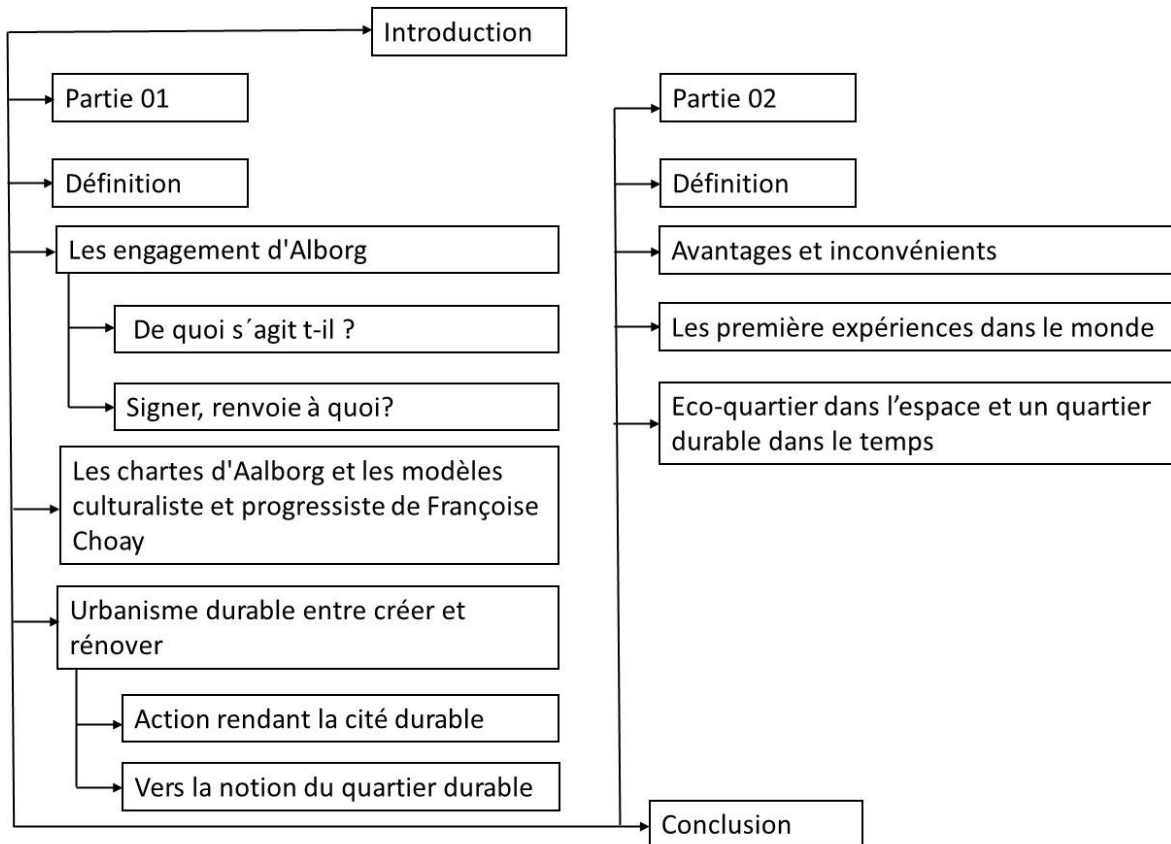 Introduction
Partie 01
Définition
Les engagement d'Alborg
De quoi s´agit t-il ?
Signer, renvoie à quoi?
Les chartes d'Aalborg et les modèles
culturaliste et progressiste de Françoise
Choay
Urbanisme durable entre créer et
rénover
Action rendant la cité durable
Vers la notion du quartier durable
Partie 02
Définition
Avantages et inconvénients
Les première expériences dans le monde
Eco-quartier dans l’espace et un quartier
durable dans le temps
Conclusion